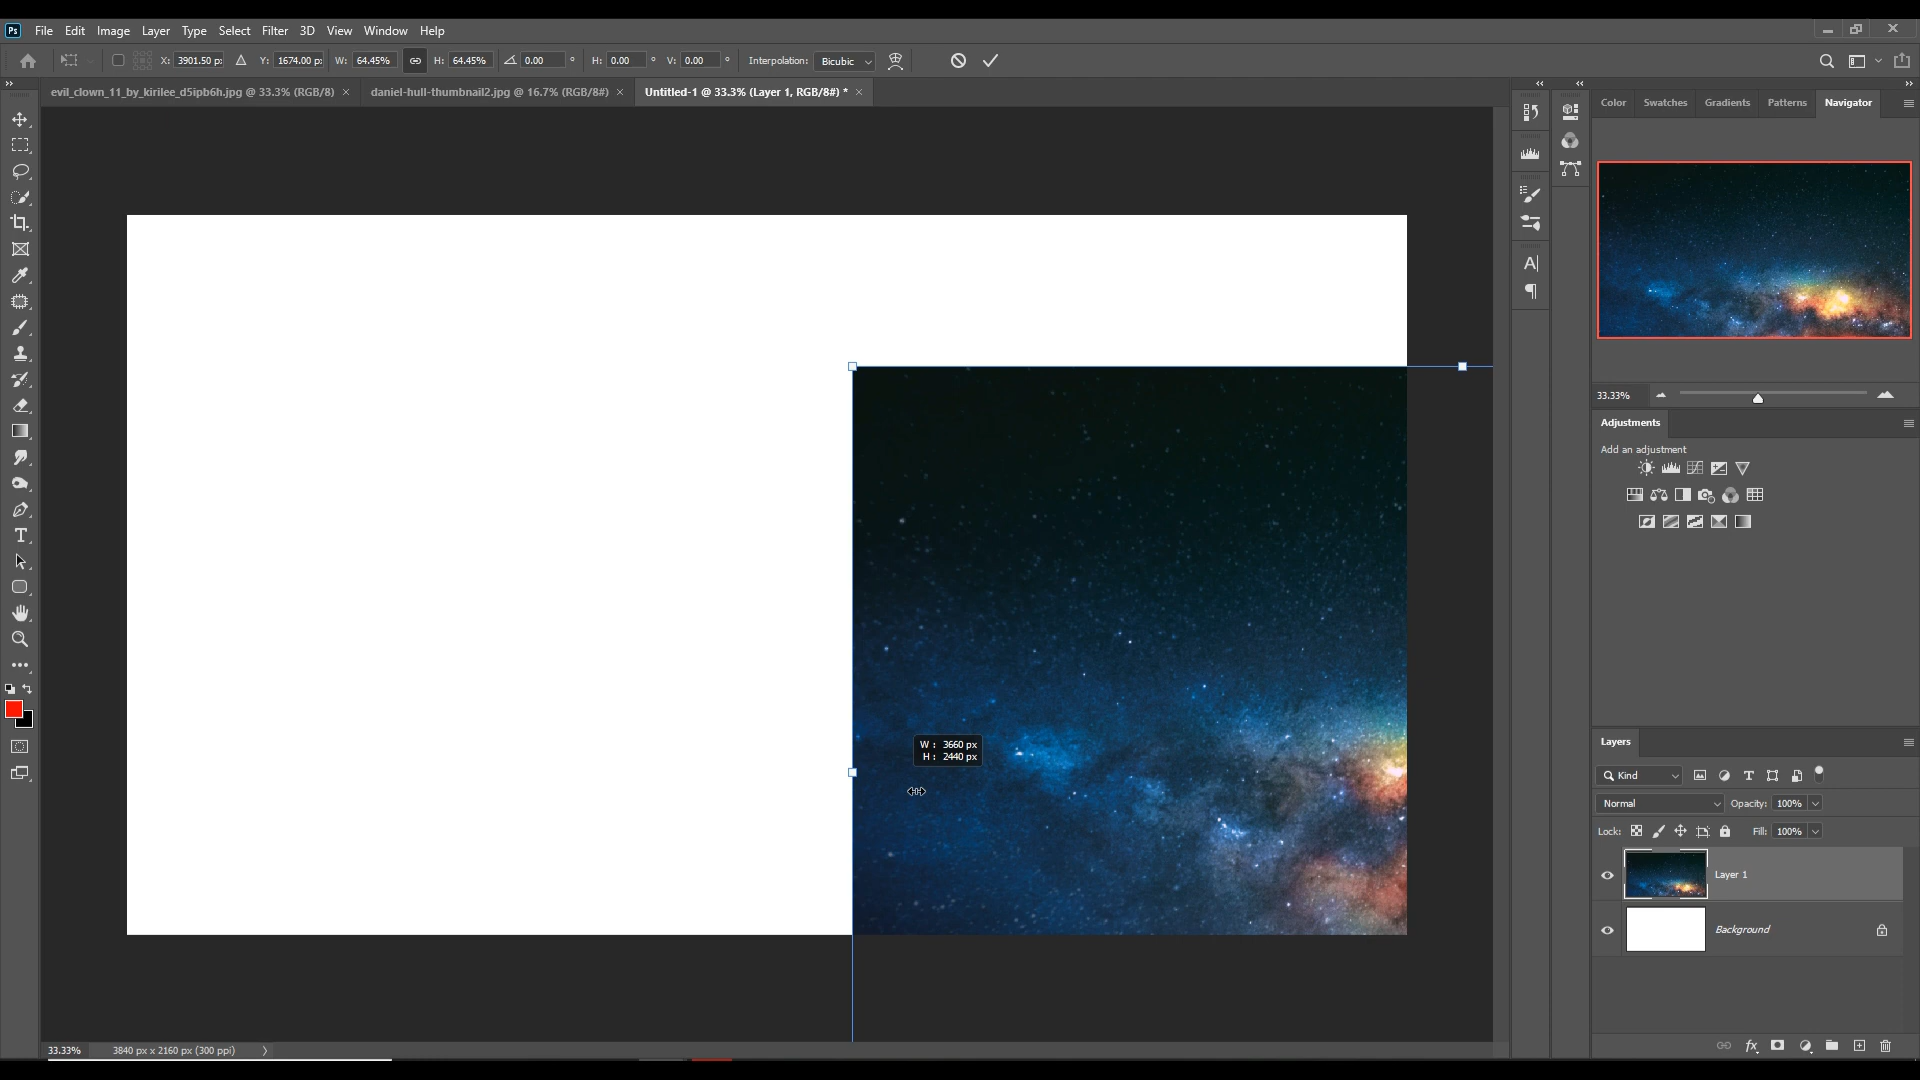 Ps File Edit Image Layer Type Select Filter 3D View Window Help
X: 3901.50 px Y: 1674.00 px W: 64.45% H: 64.45% 0.00 ° H: 0.00 ° V: 0.00 ° Interpolation: Bicubic
evil_clown_11_by_kirilee_d5ipb6h.jpg @ 33.3% (RGB/8) × daniel-hull-thumbnail2.jpg @ 16.7% (RGB/8#) × Untitled-1 @ 33.3% (Layer 1, RGB/8#) * ×
Color Swatches Gradients Patterns Navigator
33.33%
Adjustments
Add an adjustment
W : 3660 px
H : 2440 px
Layers
Kind
Normal Opacity: 100%
Lock: Fill: 100%
Layer 1
Background
33.33% 3840 px x 2160 px (300 ppi)